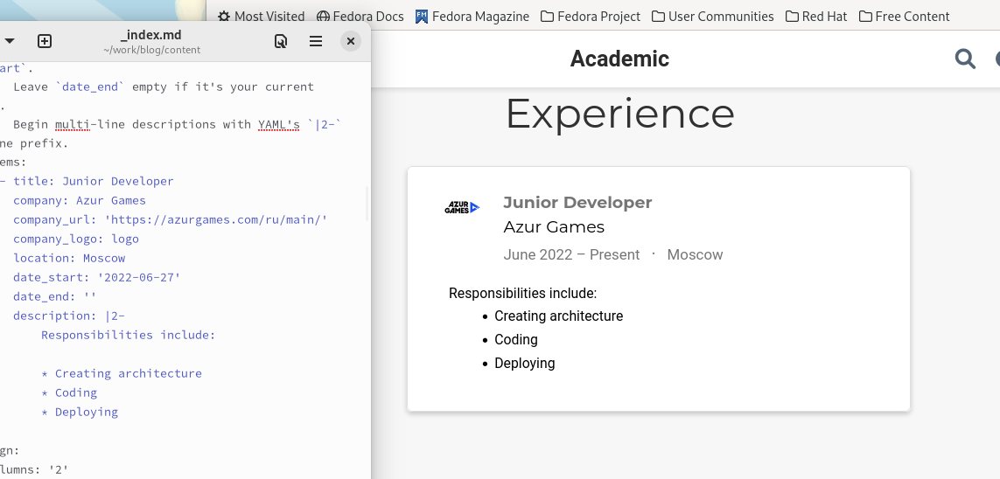 Most Visited Fedora Docs Fedora Magazine Fedora Project User Communities Red Hat Free Content
_index.md
~/work/blog/content
art`.
Leave `date_end` empty if it's your current
.
Begin multi-line descriptions with YAML's `|2-`
ne prefix.
ems:
- title: Junior Developer
company: Azur Games
company_url: 'https://azurgames.com/ru/main/'
company_logo: logo
location: Moscow
date_start: '2022-06-27'
date_end: ''
description: |2-
Responsibilities include:
* Creating architecture
* Coding
* Deploying
gn:
lumns: '2'
Academic
Experience
AZUR
GAMES
Junior Developer
Azur Games
June 2022 – Present · Moscow
Responsibilities include:
• Creating architecture
• Coding
• Deploying